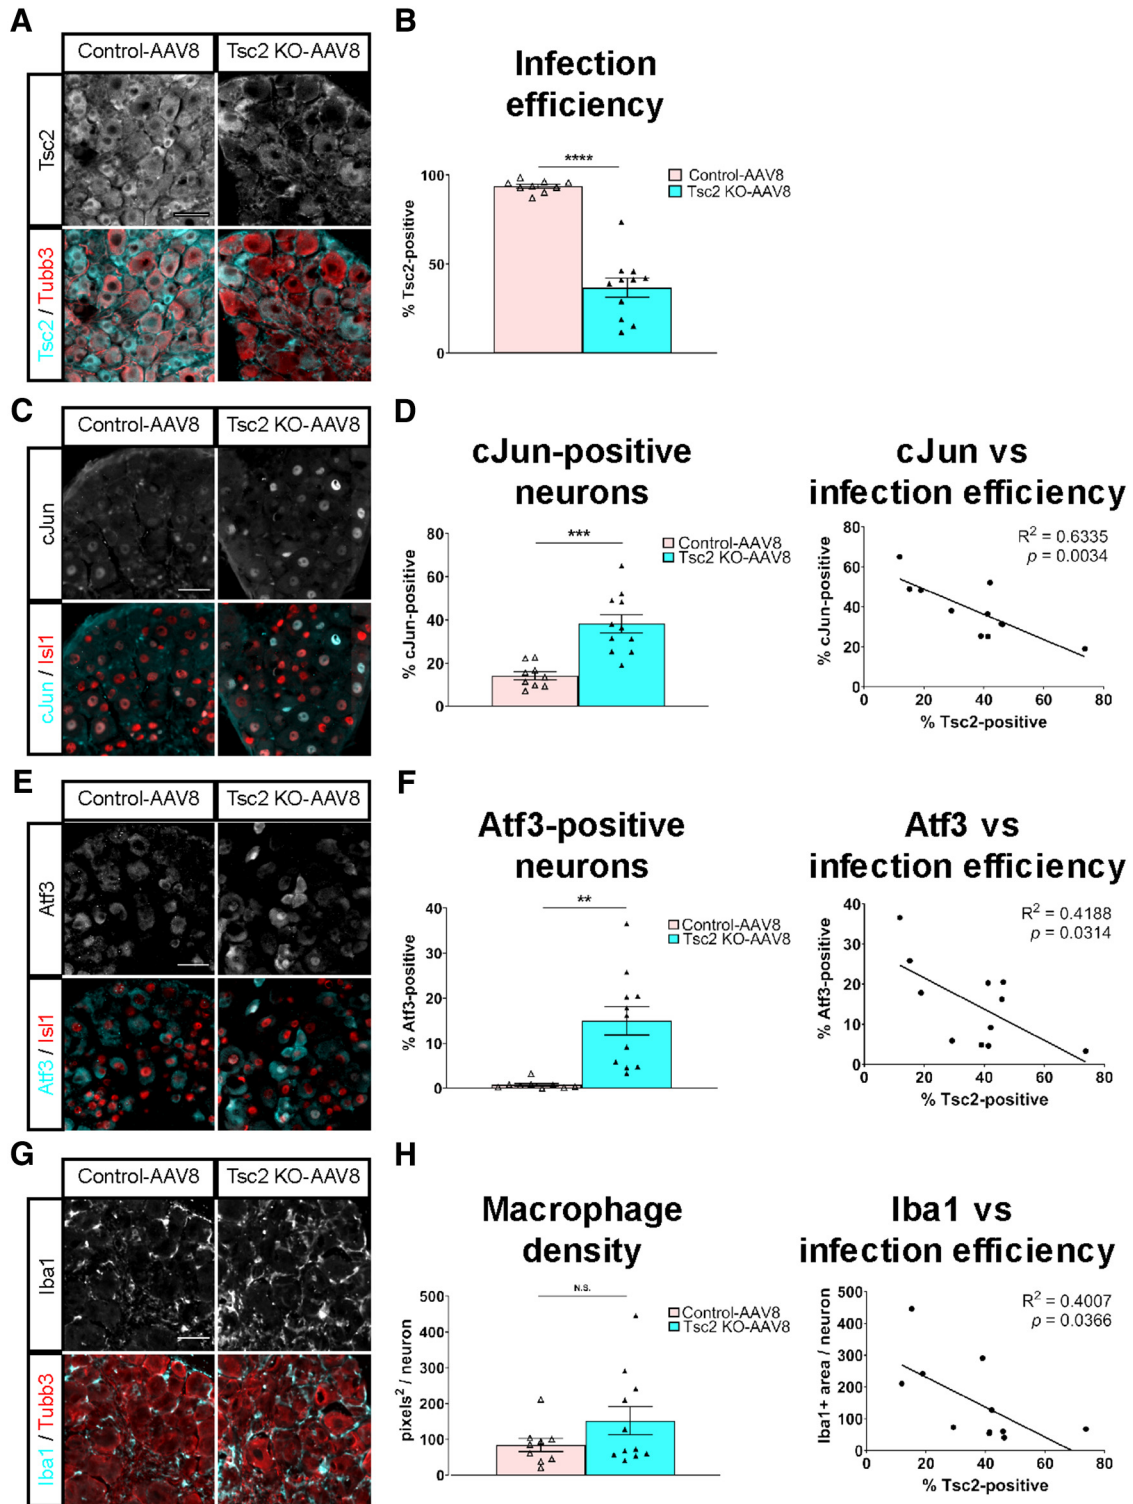 A
Control-AAV8
Tsc2 KO-AAV8
Tsc2
Tsc2 / Tubb3
B
Infection
efficiency
****
Control-AAV8
Tsc2 KO-AAV8
% Tsc2-positive
100
50
0
C
Control-AAV8
Tsc2 KO-AAV8
cJun
cJun / Isl1
D
cJun-positive
neurons
***
Control-AAV8
Tsc2 KO-AAV8
% cJun-positive
80
60
40
20
0
cJun vs
infection efficiency
R² = 0.6335
p = 0.0034
% cJun-positive
80
60
40
20
0
0 20 40 60 80
% Tsc2-positive
E
Control-AAV8
Tsc2 KO-AAV8
Atf3
Atf3 / Isl1
F
Atf3-positive
neurons
**
Control-AAV8
Tsc2 KO-AAV8
% Atf3-positive
40
30
20
10
0
Atf3 vs
infection efficiency
R² = 0.4188
p = 0.0314
% Atf3-positive
40
30
20
10
0
0 20 40 60 80
% Tsc2-positive
G
Control-AAV8
Tsc2 KO-AAV8
Iba1
Iba1 / Tubb3
H
Macrophage
density
N.S.
Control-AAV8
Tsc2 KO-AAV8
pixels² / neuron
500
400
300
200
100
0
Iba1 vs
infection efficiency
R² = 0.4007
p = 0.0366
Iba1+ area / neuron
500
400
300
200
100
0
0 20 40 60 80
% Tsc2-positive